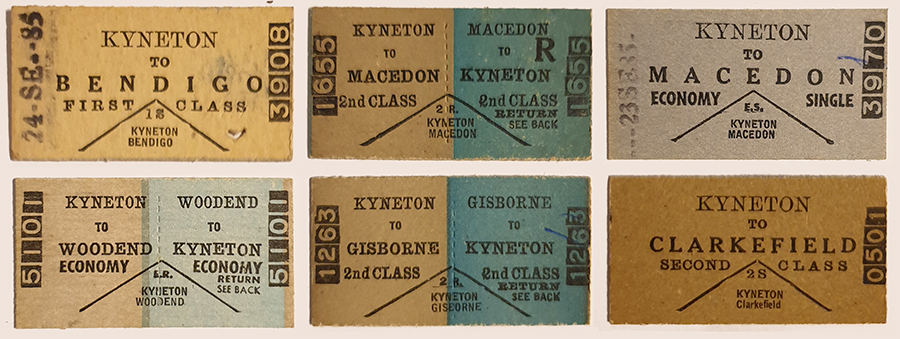 24-SE.-85
KYNETON
TO
BENDIGO
FIRST CLASS
1S
KYNETON
BENDIGO
3908
1655
KYNETON
TO
MACEDON
2nd CLASS
2 R.
KYNETON
MACEDON
MACEDON
TO R
KYNETON
2nd CLASS
RETURN
SEE BACK
1655
KYNETON
TO
MACEDON
ECONOMY SINGLE
E.S.
KYNETON
MACEDON
3970
5101
KYNETON
TO
WOODEND
ECONOMY
E.R.
KYNETON
WOODEND
WOODEND
TO
KYNETON
ECONOMY
RETURN
SEE BACK
5101
1263
KYNETON
TO
GISBORNE
2nd CLASS
2 R.
KYNETON
GISBORNE
GISBORNE
TO
KYNETON
2nd CLASS
RETURN
SEE BACK
1263
KYNETON
TO
CLARKEFIELD
SECOND CLASS
2S
KYNETON
Clarkefield
0501